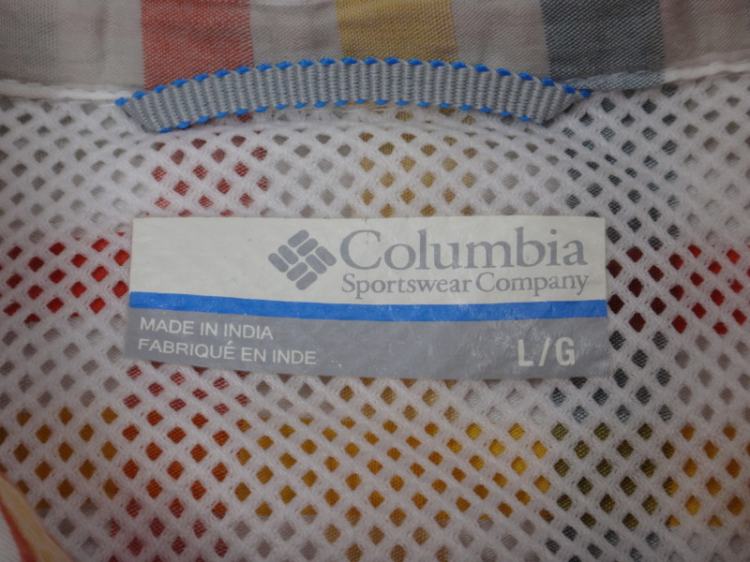 Columbia
Sportswear Company
MADE IN INDIA
FABRIQUÉ EN INDE
L/G